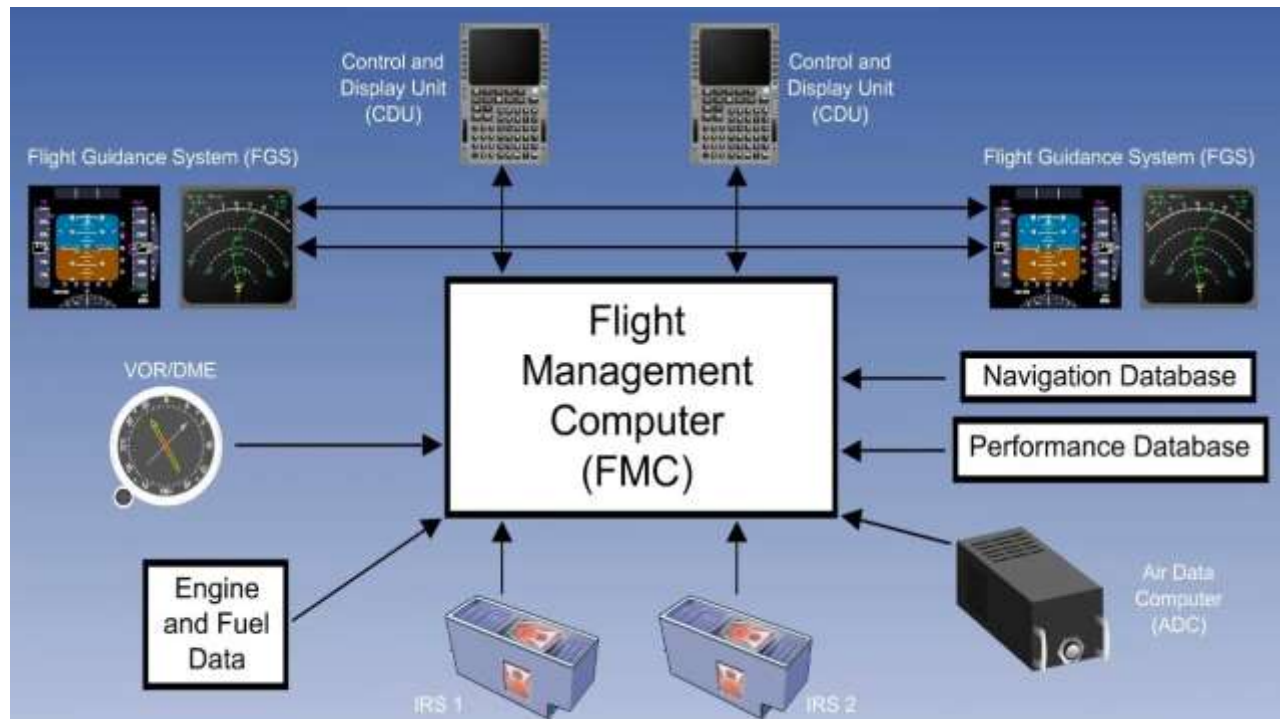 Control and
Display Unit
(CDU)
Control and
Display Unit
(CDU)
Flight Guidance System (FGS)
Flight Guidance System (FGS)
VOR/DME
Flight
Management
Computer
(FMC)
Navigation Database
Performance Database
Engine
and Fuel
Data
Air Data
Computer
(ADC)
IRS 1
IRS 2